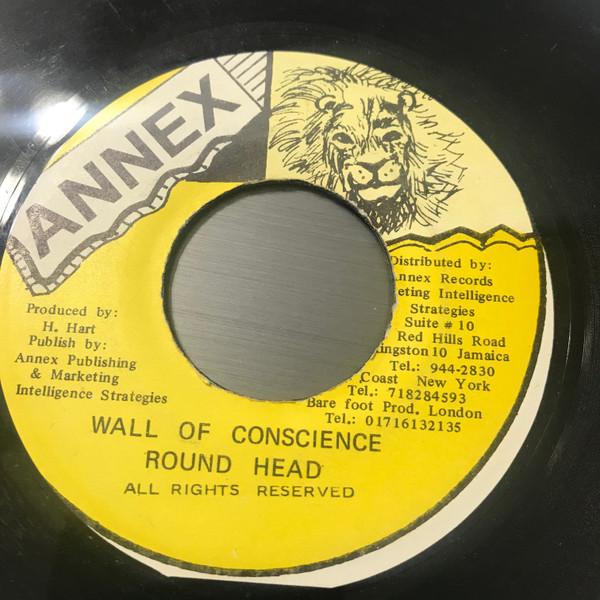 ANNEX
Distributed by:
Annex Records
eting Intelligence
Strategies
Suite # 10
Red Hills Road
Kingston 10 Jamaica
Tel.: 944-2830
Coast New York
Tel.: 718284593
Bare foot Prod. London
Tel.: 01716132135
Produced by:
H. Hart
Publish by:
Annex Publishing
& Marketing
Intelligence Strategies
WALL OF CONSCIENCE
ROUND HEAD
ALL RIGHTS RESERVED